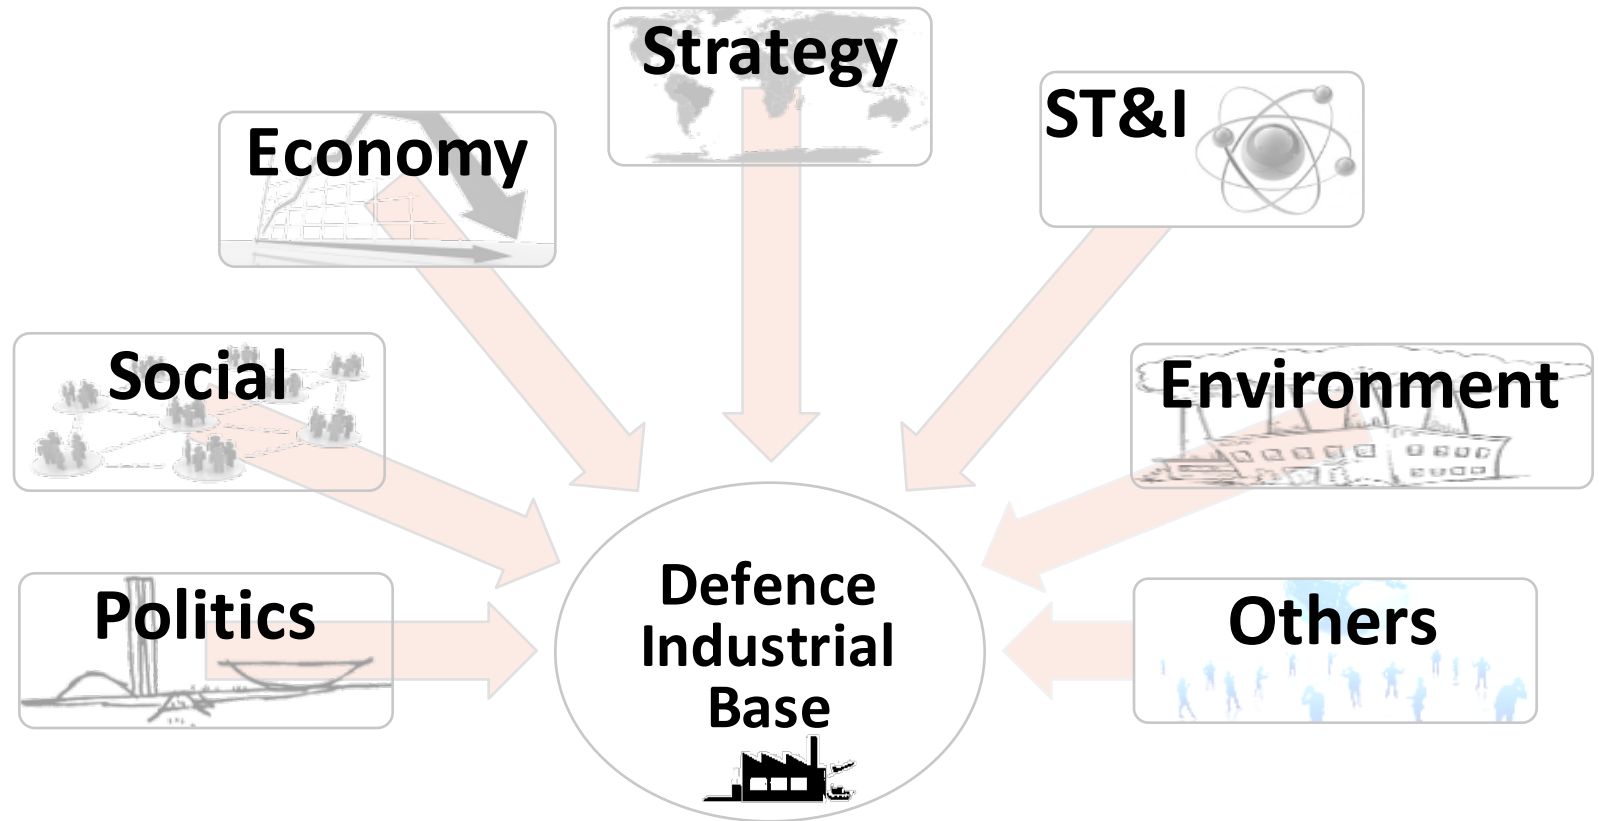 Strategy
ST&I
Economy
Social
Environment
Politics
Others
Defence
Industrial
Base